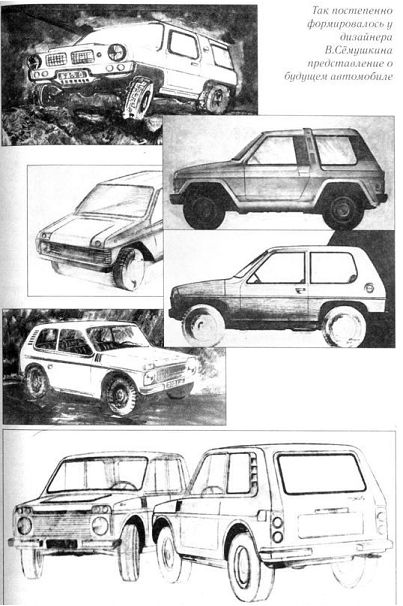 Так постепенно
формировалось у
дизайнера
В.Сёмушкина
представление о
будущем автомобиле